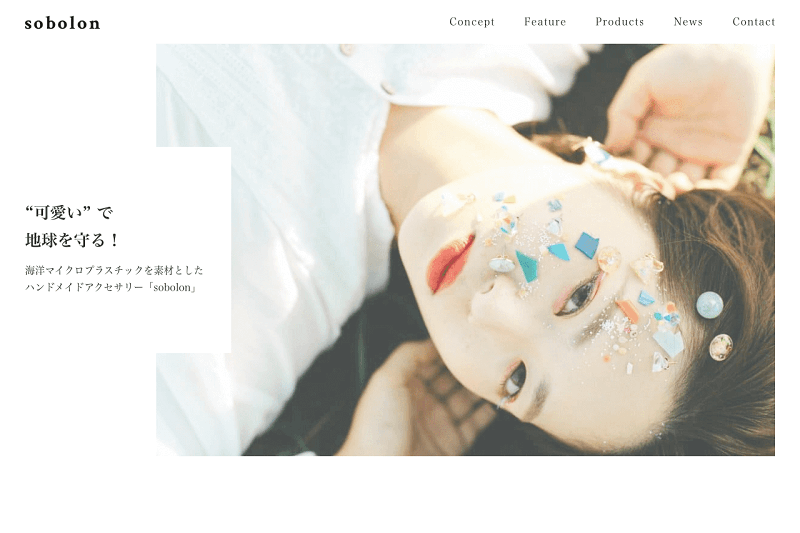 sobolon
Concept Feature Products News Contact
“可愛い” で
地球を守る！
海洋マイクロプラスチックを素材とした
ハンドメイドアクセサリー「sobolon」